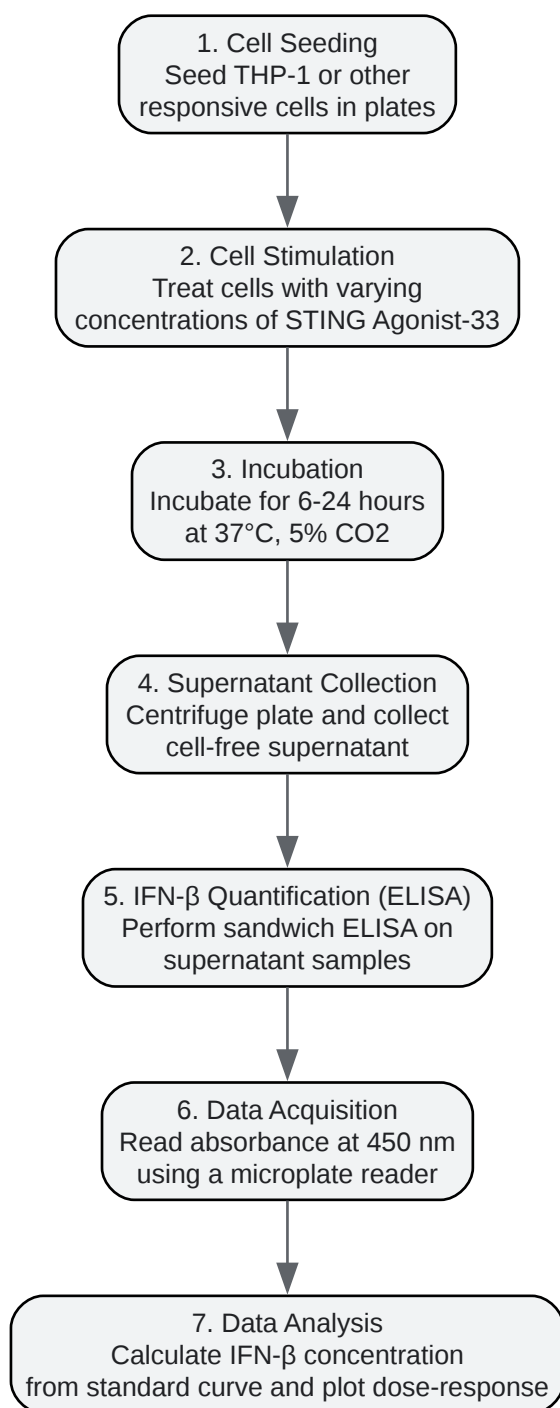 1. Cell Seeding
Seed THP-1 or other
responsive cells in plates
2. Cell Stimulation
Treat cells with varying
concentrations of STING Agonist-33
3. Incubation
Incubate for 6-24 hours
at 37°C, 5% CO2
4. Supernatant Collection
Centrifuge plate and collect
cell-free supernatant
5. IFN-β Quantification (ELISA)
Perform sandwich ELISA on
supernatant samples
6. Data Acquisition
Read absorbance at 450 nm
using a microplate reader
7. Data Analysis
Calculate IFN-β concentration
from standard curve and plot dose-response